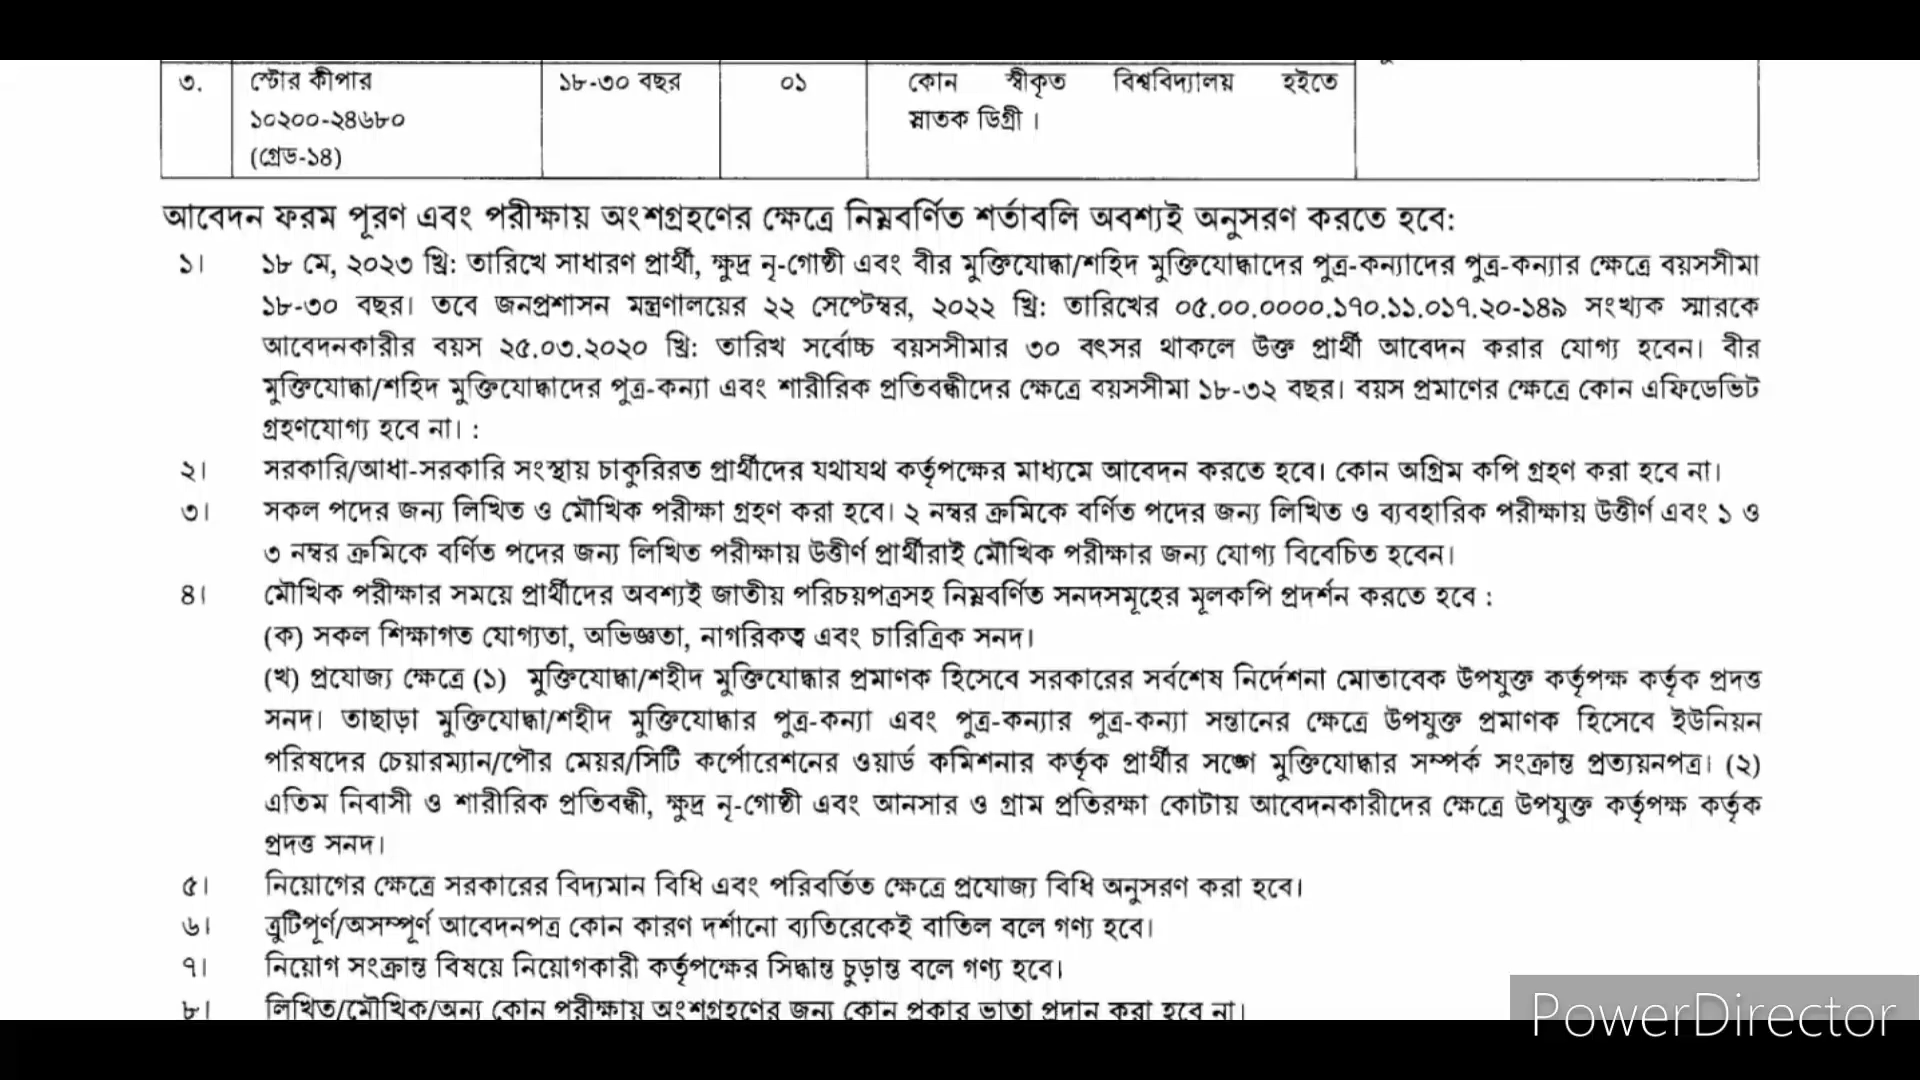 ৩. স্টোর কীপার ১৮-৩০ বছর ০১ কোন স্বীকৃত বিশ্ববিদ্যালয় হইতে
১০২০০-২৪৬৮০ স্নাতক ডিগ্রী ।
(গ্রেড-১৪)
আবেদন ফরম পূরণ এবং পরীক্ষায় অংশগ্রহণের ক্ষেত্রে নিম্নবর্ণিত শর্তাবলি অবশ্যই অনুসরণ করতে হবে:
১। ১৮ মে, ২০২৩ খ্রি: তারিখে সাধারণ প্রার্থী, ক্ষুদ্র নৃ-গোষ্ঠী এবং বীর মুক্তিযোদ্ধা/শহিদ মুক্তিযোদ্ধাদের পুত্র-কন্যাদের পুত্র-কন্যার ক্ষেত্রে বয়সসীমা
১৮-৩০ বছর। তবে জনপ্রশাসন মন্ত্রণালয়ের ২২ সেপ্টেম্বর, ২০২২ খ্রি: তারিখের ০৫.০০.০০০০.১৭০.১১.০১৭.২০-১৪৯ সংখ্যক স্মারকে
আবেদনকারীর বয়স ২৫.০৩.২০২০ খ্রি: তারিখ সর্বোচ্চ বয়সসীমার ৩০ বৎসর থাকলে উক্ত প্রার্থী আবেদন করার যোগ্য হবেন। বীর
মুক্তিযোদ্ধা/শহিদ মুক্তিযোদ্ধাদের পুত্র-কন্যা এবং শারীরিক প্রতিবন্ধীদের ক্ষেত্রে বয়সসীমা ১৮-৩২ বছর। বয়স প্রমাণের ক্ষেত্রে কোন এফিডেভিট
গ্রহণযোগ্য হবে না। :
২। সরকারি/আধা-সরকারি সংস্থায় চাকুরিরত প্রার্থীদের যথাযথ কর্তৃপক্ষের মাধ্যমে আবেদন করতে হবে। কোন অগ্রিম কপি গ্রহণ করা হবে না।
৩। সকল পদের জন্য লিখিত ও মৌখিক পরীক্ষা গ্রহণ করা হবে। ২ নম্বর ক্রমিকে বর্ণিত পদের জন্য লিখিত ও ব্যবহারিক পরীক্ষায় উত্তীর্ণ এবং ১ ও
৩ নম্বর ক্রমিকে বর্ণিত পদের জন্য লিখিত পরীক্ষায় উত্তীর্ণ প্রার্থীরাই মৌখিক পরীক্ষার জন্য যোগ্য বিবেচিত হবেন।
৪। মৌখিক পরীক্ষার সময়ে প্রার্থীদের অবশ্যই জাতীয় পরিচয়পত্রসহ নিম্নবর্ণিত সনদসমূহের মূলকপি প্রদর্শন করতে হবে :
(ক) সকল শিক্ষাগত যোগ্যতা, অভিজ্ঞতা, নাগরিকত্ব এবং চারিত্রিক সনদ।
(খ) প্রযোজ্য ক্ষেত্রে (১) মুক্তিযোদ্ধা/শহীদ মুক্তিযোদ্ধার প্রমাণক হিসেবে সরকারের সর্বশেষ নির্দেশনা মোতাবেক উপযুক্ত কর্তৃপক্ষ কর্তৃক প্রদত্ত
সনদ। তাছাড়া মুক্তিযোদ্ধা/শহীদ মুক্তিযোদ্ধার পুত্র-কন্যা এবং পুত্র-কন্যার পুত্র-কন্যা সন্তানের ক্ষেত্রে উপযুক্ত প্রমাণক হিসেবে ইউনিয়ন
পরিষদের চেয়ারম্যান/পৌর মেয়র/সিটি কর্পোরেশনের ওয়ার্ড কমিশনার কর্তৃক প্রার্থীর সঙ্গে মুক্তিযোদ্ধার সম্পর্ক সংক্রান্ত প্রত্যয়নপত্র। (২)
এতিম নিবাসী ও শারীরিক প্রতিবন্ধী, ক্ষুদ্র নৃ-গোষ্ঠী এবং আনসার ও গ্রাম প্রতিরক্ষা কোটায় আবেদনকারীদের ক্ষেত্রে উপযুক্ত কর্তৃপক্ষ কর্তৃক
প্রদত্ত সনদ।
৫। নিয়োগের ক্ষেত্রে সরকারের বিদ্যমান বিধি এবং পরিবর্তিত ক্ষেত্রে প্রযোজ্য বিধি অনুসরণ করা হবে।
৬। ত্রুটিপূর্ণ/অসম্পূর্ণ আবেদনপত্র কোন কারণ দর্শানো ব্যতিরেকেই বাতিল বলে গণ্য হবে।
৭। নিয়োগ সংক্রান্ত বিষয়ে নিয়োগকারী কর্তৃপক্ষের সিদ্ধান্ত চুড়ান্ত বলে গণ্য হবে।
৮। লিখিত/মৌখিক/অন্য কোন পরীক্ষায় অংশগ্রহণের জন্য কোন প্রকার ভাতা প্রদান করা হবে না।
PowerDirector